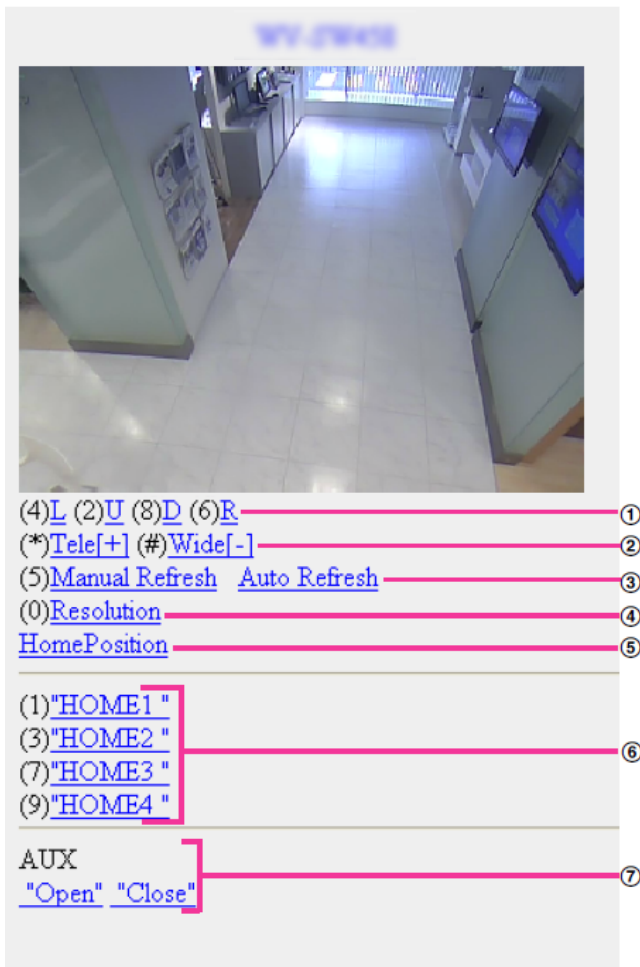 (4)L (2)U (8)D (6)R ①
(*)Tele[+] (#)Wide[-] ②
(5)Manual Refresh Auto Refresh ③
(0)Resolution ④
HomePosition ⑤
(1)"HOME1 "
(3)"HOME2 "
⑥
(7)"HOME3 "
(9)"HOME4 "
AUX
⑦
"Open" "Close"